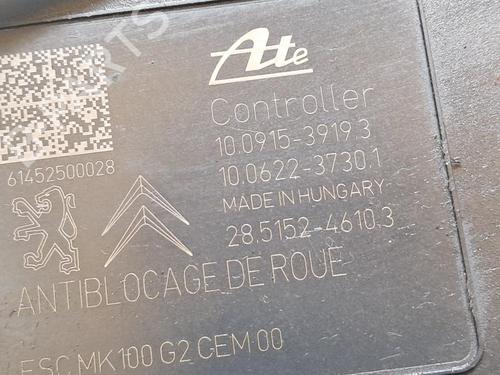 Ate
Controller
10.0915-3919.3
10.0622-3730.1
MADE IN HUNGARY
28.5152-4610.3
61452500028
ANTIBLOCAGE DE ROUE
ESC MK100 G2 CEM 00